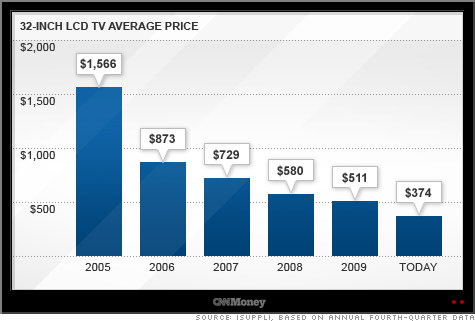 32-INCH LCD TV AVERAGE PRICE
$2,000
$1,566
$1,500
$873
$1,000
$729
$580
$511
$374
$500
2005 2006 2007 2008 2009 TODAY
CNNMoney
SOURCE: ISUPPLI, BASED ON ANNUAL FOURTH-QUARTER DATA